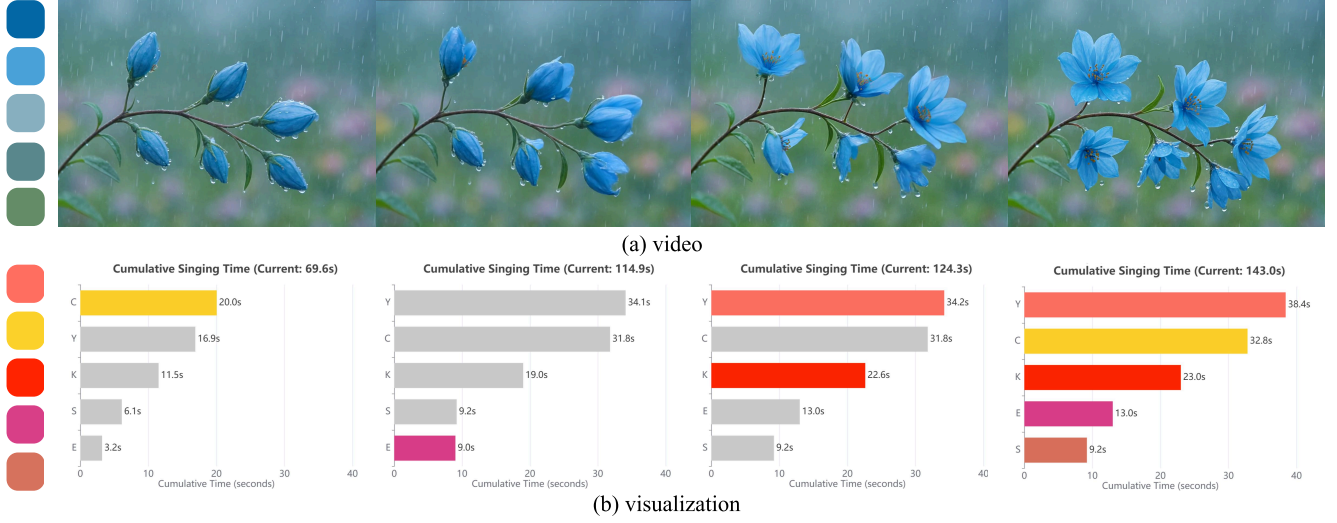 (a) video
Cumulative Singing Time (Current: 69.6s)
C 20.0s
Y 16.9s
K 11.5s
S 6.1s
E 3.2s
0 10 20 30 40
Cumulative Time (seconds)
Cumulative Singing Time (Current: 114.9s)
Y 34.1s
C 31.8s
K 19.0s
S 9.2s
E 9.0s
0 10 20 30 40
Cumulative Time (seconds)
Cumulative Singing Time (Current: 124.3s)
Y 34.2s
C 31.8s
K 22.6s
E 13.0s
S 9.2s
0 10 20 30 40
Cumulative Time (seconds)
Cumulative Singing Time (Current: 143.0s)
Y 38.4s
C 32.8s
K 23.0s
E 13.0s
S 9.2s
0 10 20 30 40
Cumulative Time (seconds)
(b) visualization